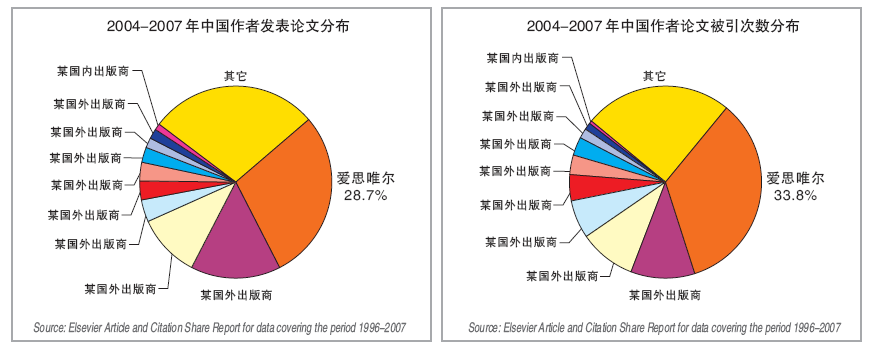 2004–2007年中国作者发表论文分布
其它
某国内出版商
某国外出版商
某国外出版商
某国外出版商
某国外出版商
某国外出版商
某国外出版商
某国外出版商
某国外出版商
爱思唯尔
28.7%
Source: Elsevier Article and Citation Share Report for data covering the period 1996–2007
2004–2007年中国作者论文被引次数分布
其它
某国内出版商
某国外出版商
某国外出版商
某国外出版商
某国外出版商
某国外出版商
某国外出版商
某国外出版商
某国外出版商
爱思唯尔
33.8%
Source: Elsevier Article and Citation Share Report for data covering the period 1996–2007